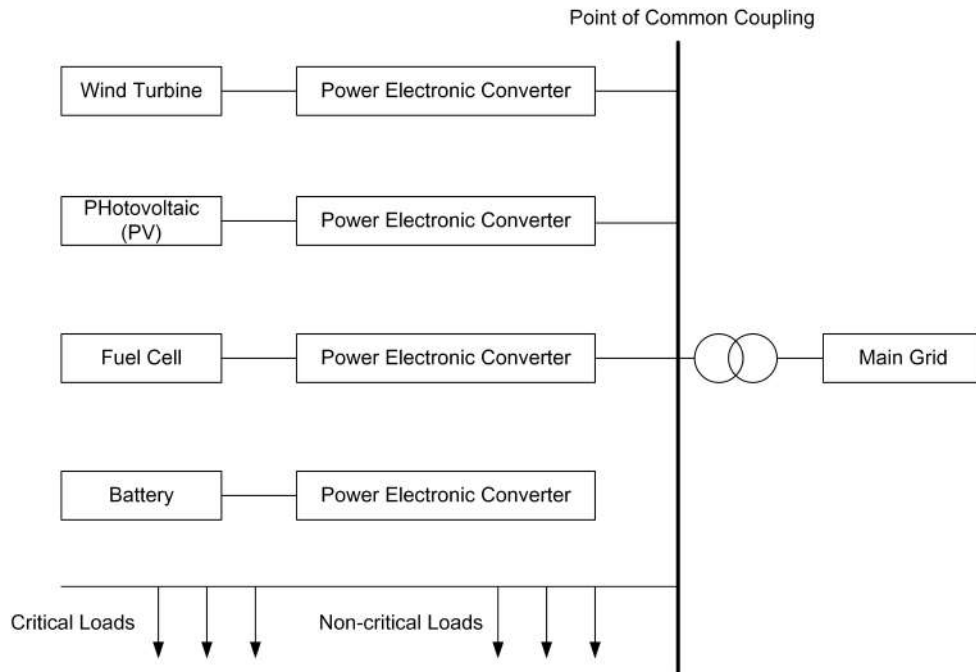 Point of Common Coupling
Wind Turbine
Power Electronic Converter
PHotovoltaic
(PV)
Power Electronic Converter
Fuel Cell
Power Electronic Converter
Main Grid
Battery
Power Electronic Converter
Critical Loads
Non-critical Loads